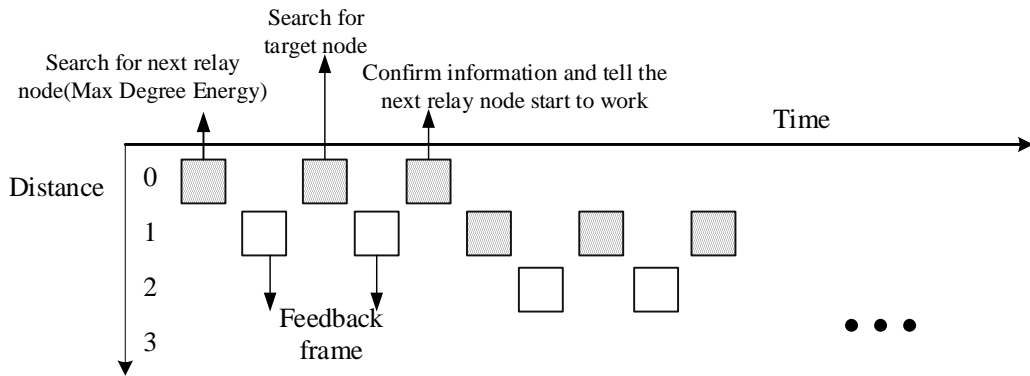 Search for
target node
Search for next relay
node(Max Degree Energy)
Confirm information and tell the
next relay node start to work
Time
Distance
0
1
2
3
Feedback
frame